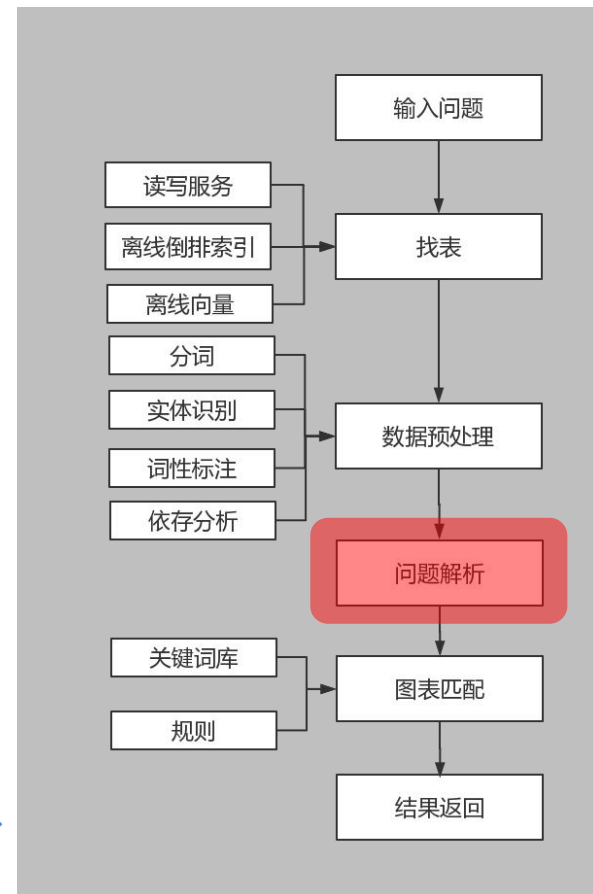 输入问题
读写服务
离线倒排索引
找表
离线向量
分词
实体识别
数据预处理
词性标注
依存分析
问题解析
关键词库
图表匹配
规则
结果返回